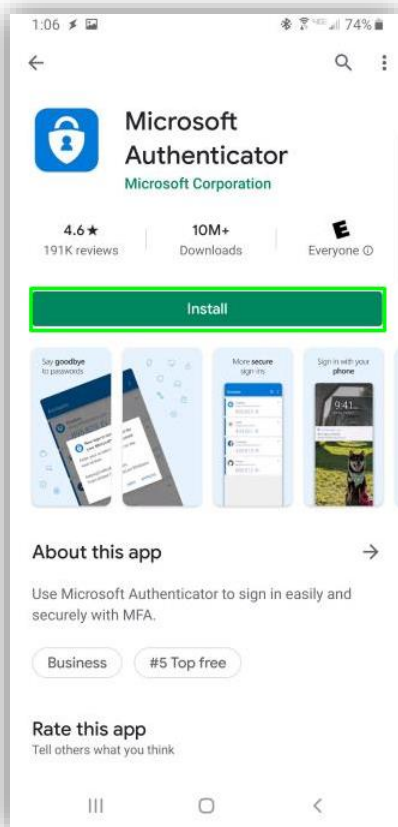 1:06 74%
Microsoft
Authenticator
Microsoft Corporation
4.6★ 10M+ E
191K reviews Downloads Everyone
Install
Say goodbye
to passwords
More secure
sign-ins
Sign in with your
phone
9:41
About this app
Use Microsoft Authenticator to sign in easily and
securely with MFA.
Business #5 Top free
Rate this app
Tell others what you think